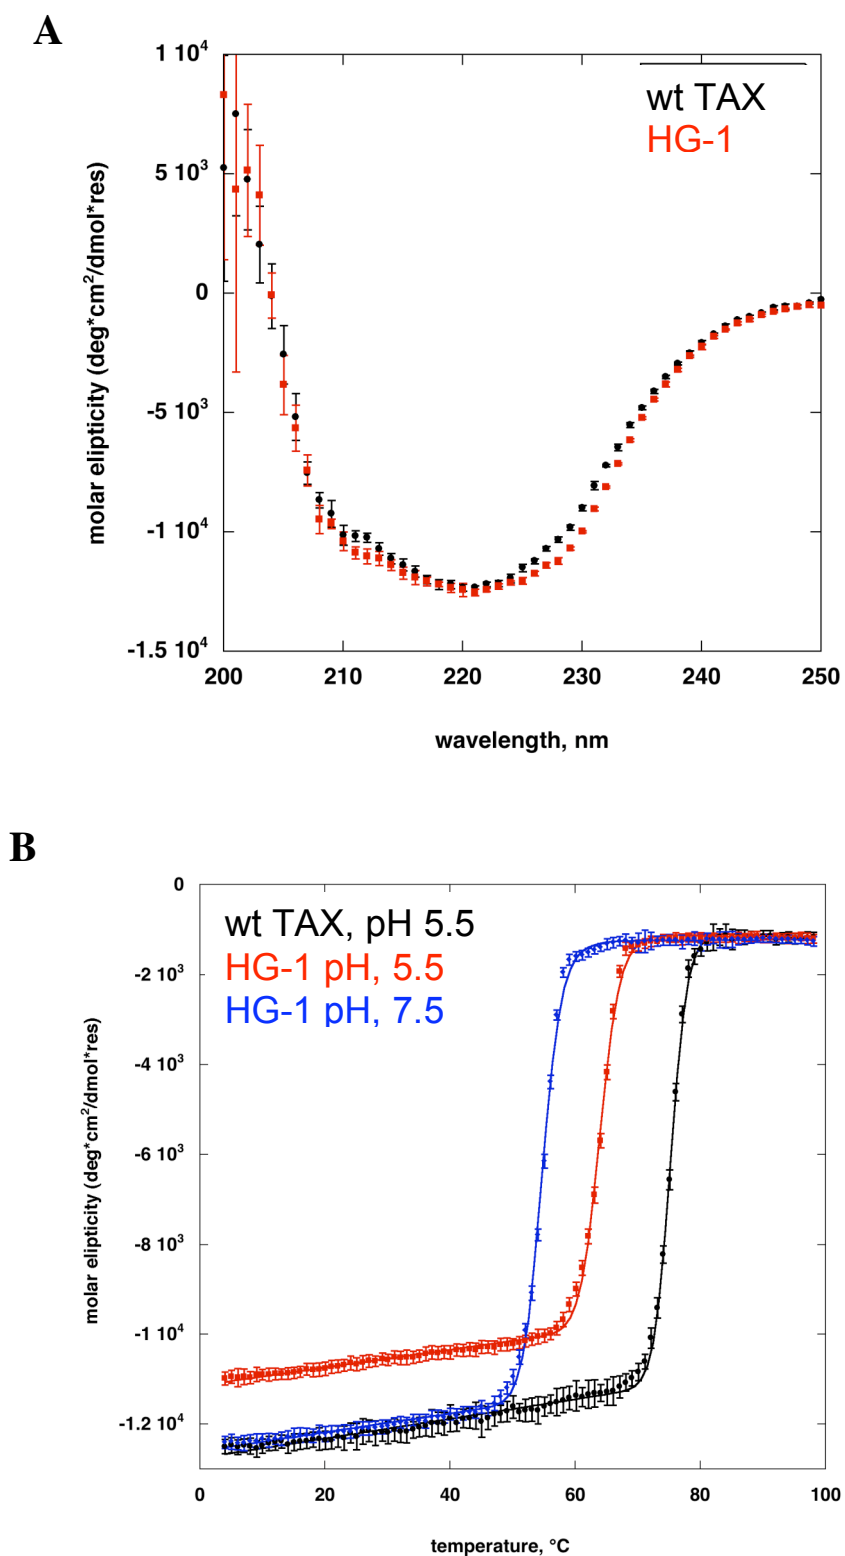 A
1 10⁴
5 10³
0
-5 10³
-1 10⁴
-1.5 10⁴
molar elipticity (deg*cm²/dmol*res)
wt TAX
HG-1
200 210 220 230 240 250
wavelength, nm
B
0
-2 10³
-4 10³
-6 10³
-8 10³
-1 10⁴
-1.2 10⁴
molar elipticity (deg*cm²/dmol*res)
wt TAX, pH 5.5
HG-1 pH, 5.5
HG-1 pH, 7.5
0 20 40 60 80 100
temperature, °C